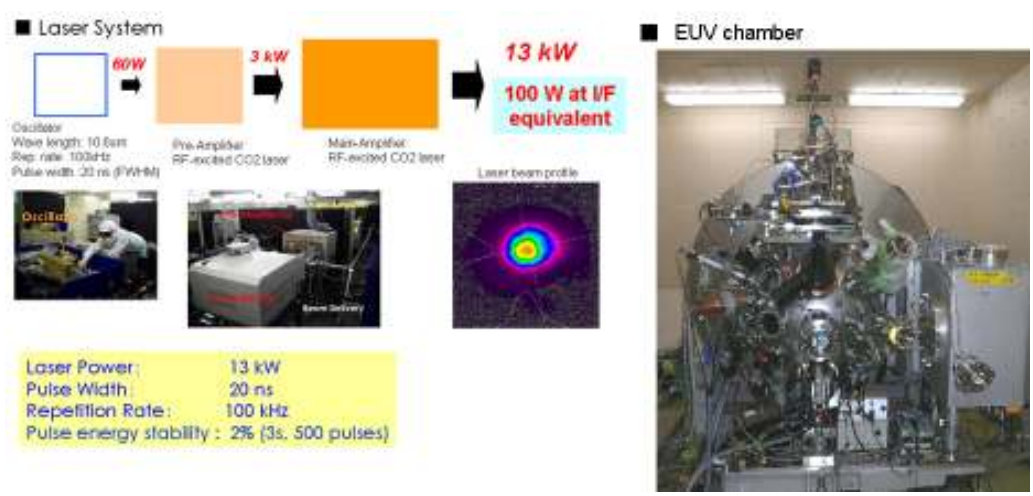 ■ Laser System
60W
3 kW
13 kW
100 W at I/F
equivalent
Oscillator
Wave length: 10.6um
Rep. rate: 100kHz
Pulse width: 20 ns (FWHM)
Pre-Amplifier
RF-excited CO2 laser
Main-Amplifier
RF-excited CO2 laser
Laser beam profile
Oscillator
Beam Delivery
Laser Power: 13 kW
Pulse Width: 20 ns
Repetition Rate: 100 kHz
Pulse energy stability : 2% (3s, 500 pulses)
■ EUV chamber